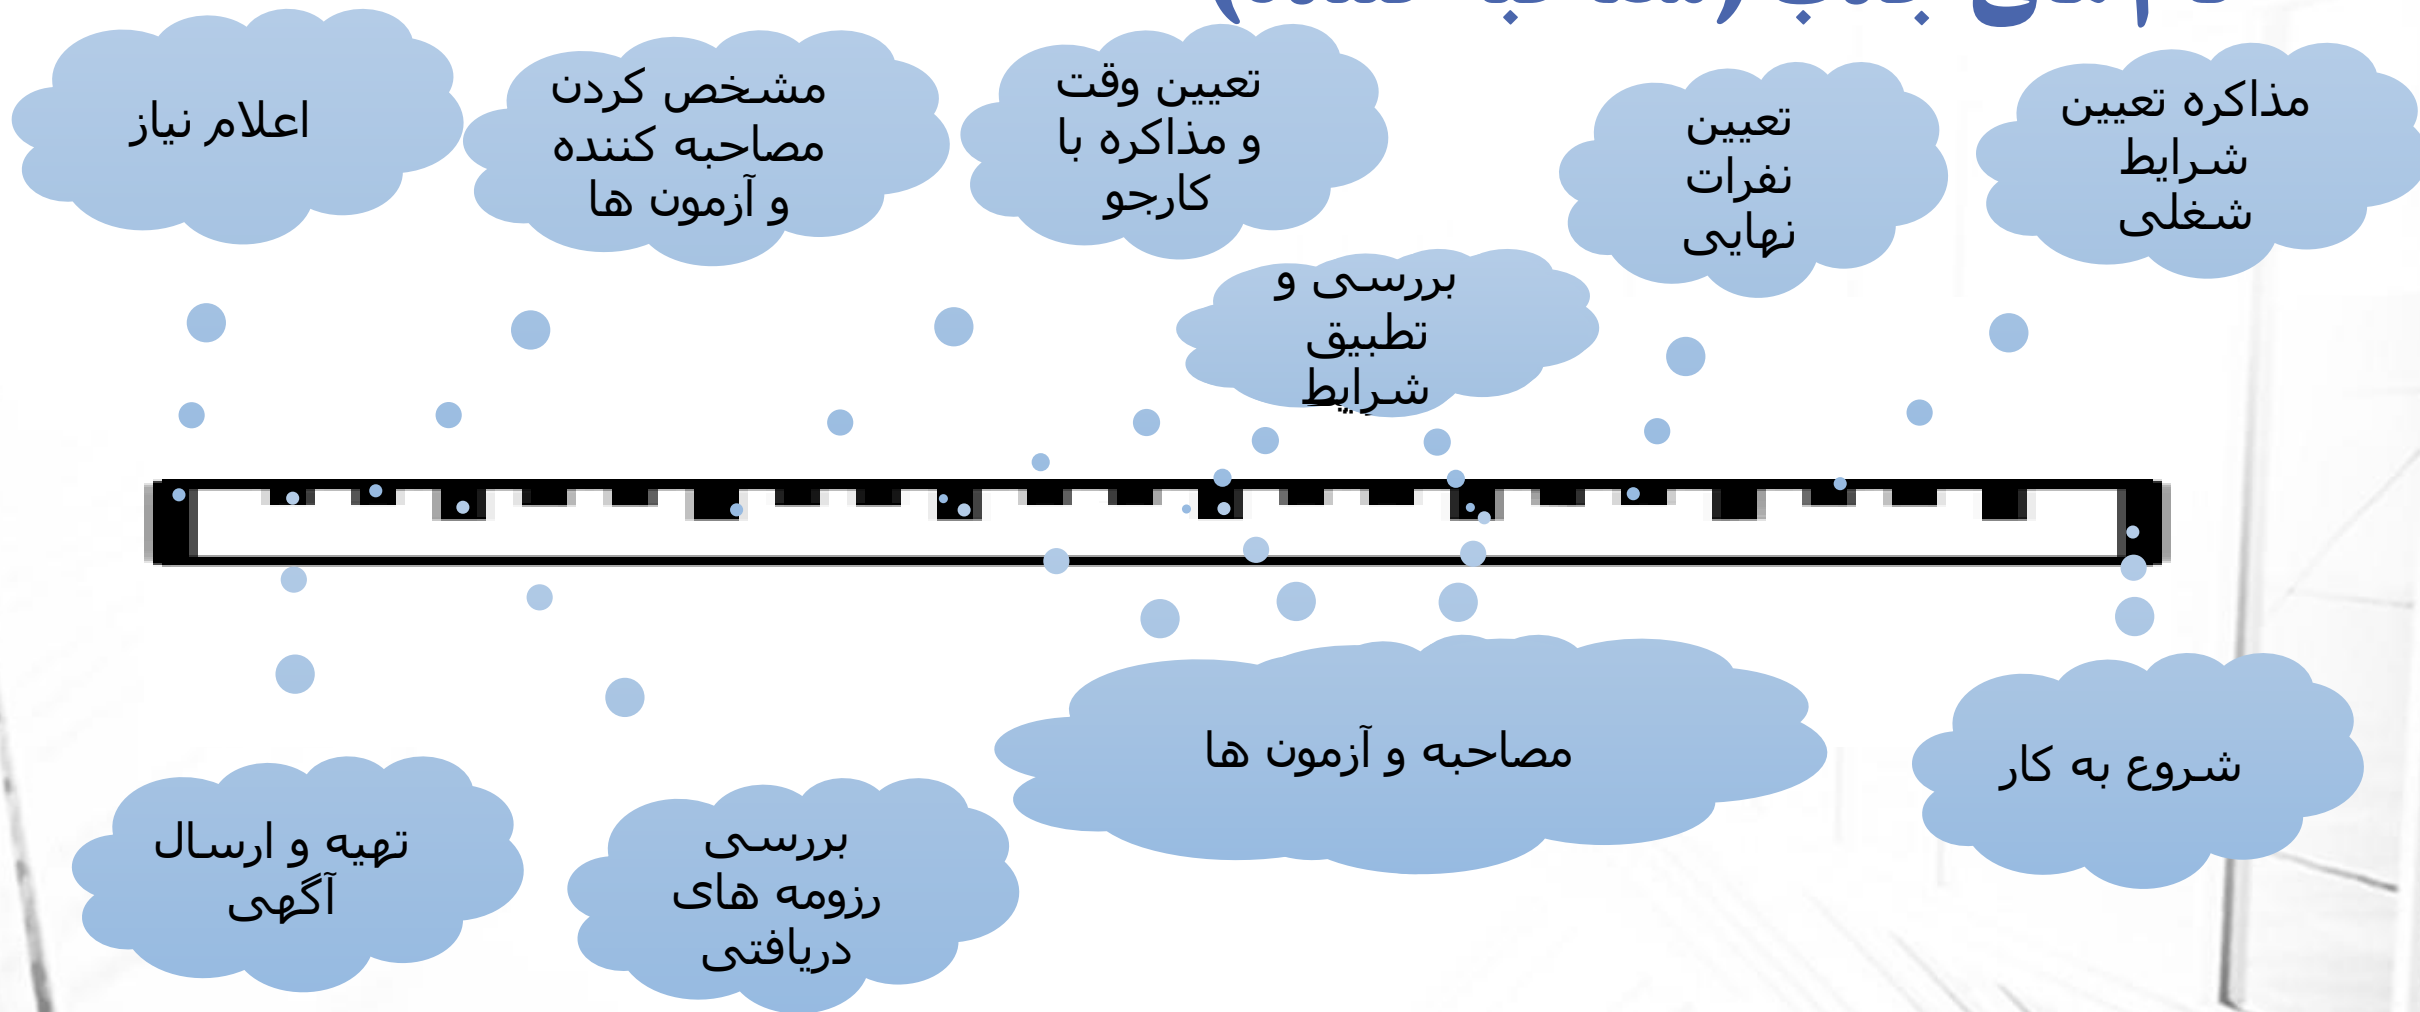 اعلام نیاز
مشخص کردن
مصاحبه کننده
و آزمون ها
تعیین وقت
و مذاکره با
کارجو
بررسی و
تطبیق
شرایط
تعیین
نفرات
نهایی
مذاکره تعیین
شرایط
شغلی
تهیه و ارسال
آگهی
بررسی
رزومه های
دریافتی
مصاحبه و آزمون ها
شروع به کار